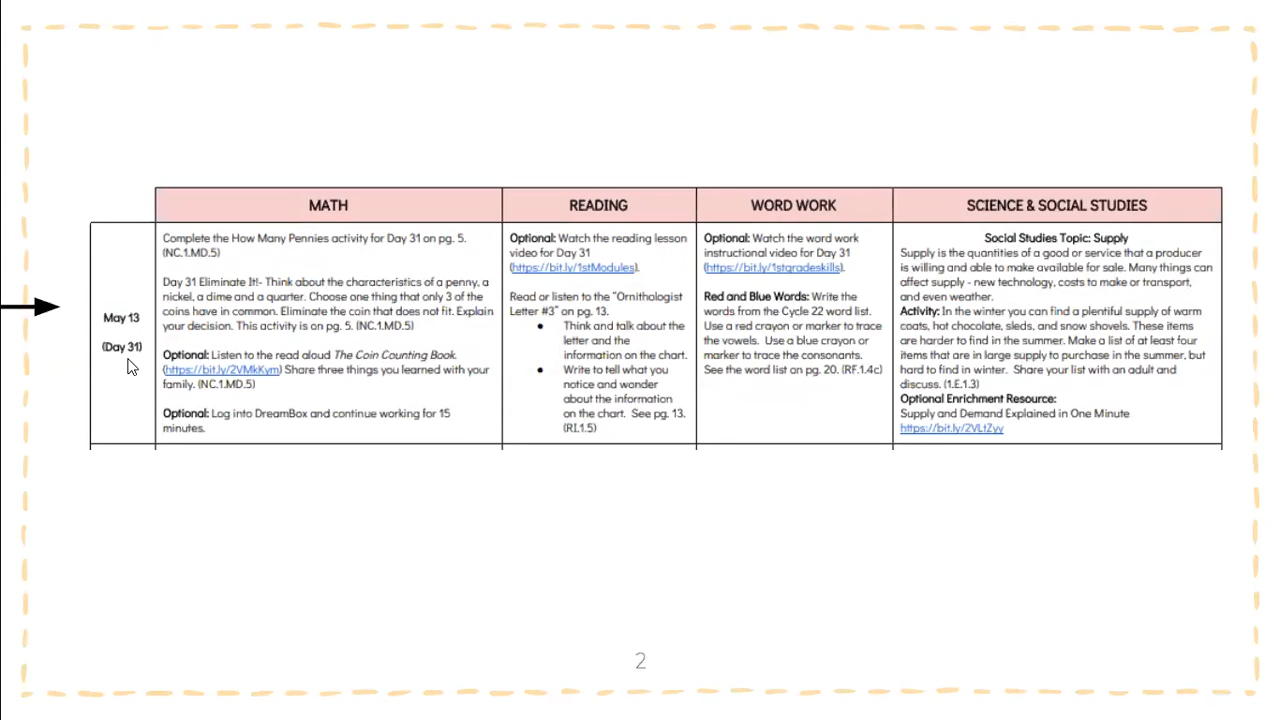 MATH
READING
WORD WORK
SCIENCE & SOCIAL STUDIES
May 13
(Day 31)
Complete the How Many Pennies activity for Day 31 on pg. 5.
(NC.1.MD.5)
Day 31 Eliminate It!- Think about the characteristics of a penny, a
nickel, a dime and a quarter. Choose one thing that only 3 of the
coins have in common. Eliminate the coin that does not fit. Explain
your decision. This activity is on pg. 5. (NC.1.MD.5)
Optional: Listen to the read aloud The Coin Counting Book.
(https://bit.ly/2VMkKym) Share three things you learned with your
family. (NC.1.MD.5)
Optional: Log into DreamBox and continue working for 15
minutes.
Optional: Watch the reading lesson
video for Day 31
(https://bit.ly/1stModules).
Read or listen to the "Ornithologist
Letter #3" on pg. 13.
● Think and talk about the
letter and the
information on the chart.
● Write to tell what you
notice and wonder
about the information
on the chart. See pg. 13.
(RI.1.5)
Optional: Watch the word work
instructional video for Day 31
(https://bit.ly/1stgradeskills).
Red and Blue Words: Write the
words from the Cycle 22 word list.
Use a red crayon or marker to trace
the vowels. Use a blue crayon or
marker to trace the consonants.
See the word list on pg. 20. (RF.1.4c)
Social Studies Topic: Supply
Supply is the quantities of a good or service that a producer
is willing and able to make available for sale. Many things can
affect supply - new technology, costs to make or transport,
and even weather.
Activity: In the winter you can find a plentiful supply of warm
coats, hot chocolate, sleds, and snow shovels. These items
are harder to find in the summer. Make a list of at least four
items that are in large supply to purchase in the summer, but
hard to find in winter. Share your list with an adult and
discuss. (1.E.1.3)
Optional Enrichment Resource:
Supply and Demand Explained in One Minute
https://bit.ly/2VLtZyy
2